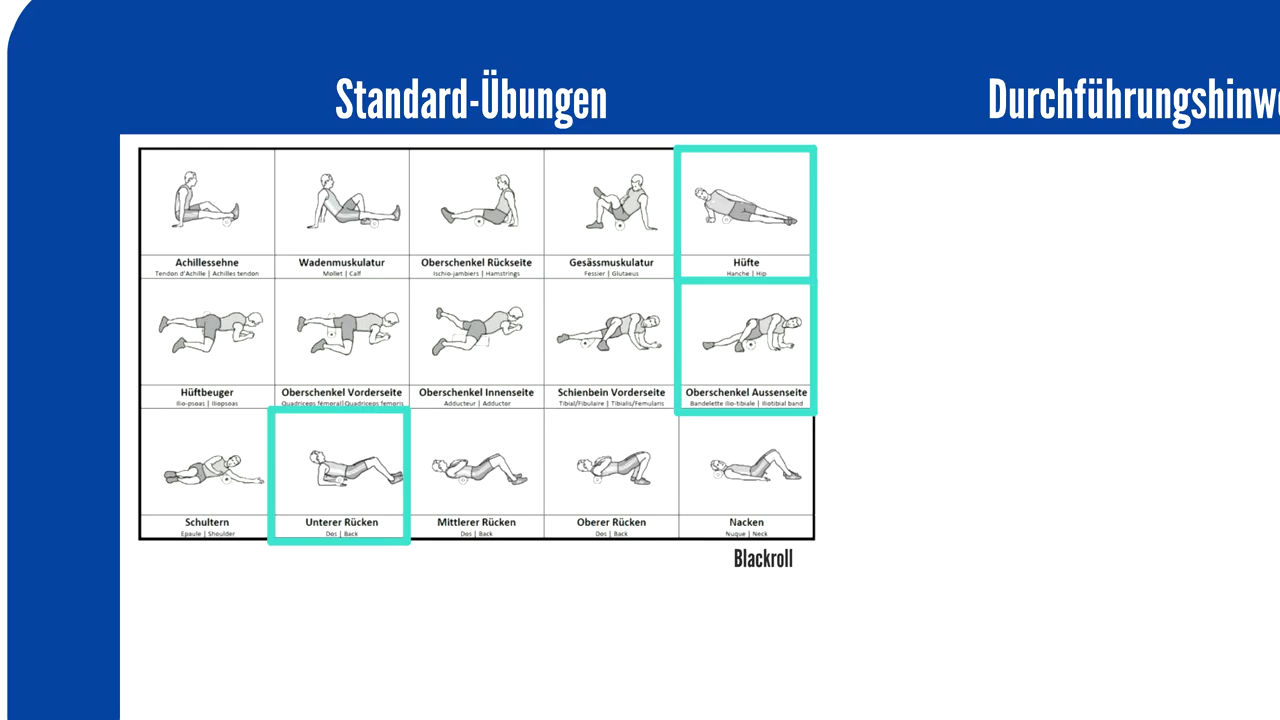 Standard-Übungen
Durchführungshinwe
Achillessehne
Tendon d'Achille | Achilles tendon
Wadenmuskulatur
Mollet | Calf
Oberschenkel Rückseite
Ischio-jambiers | Hamstrings
Gesässmuskulatur
Fessier | Glutaeus
Hüfte
Hanche | Hip
Hüftbeuger
Ilio-psoas | Iliopsoas
Oberschenkel Vorderseite
Quadriceps fémoral|Quadriceps femoris
Oberschenkel Innenseite
Adducteur | Adductor
Schienbein Vorderseite
Tibial/Fibulaire | Tibialis/Femularis
Oberschenkel Aussenseite
Bandelette ilio-tibiale | Iliotibial band
Schultern
Epaule | Shoulder
Unterer Rücken
Dos | Back
Mittlerer Rücken
Dos | Back
Oberer Rücken
Dos | Back
Nacken
Nuque | Neck
Blackroll